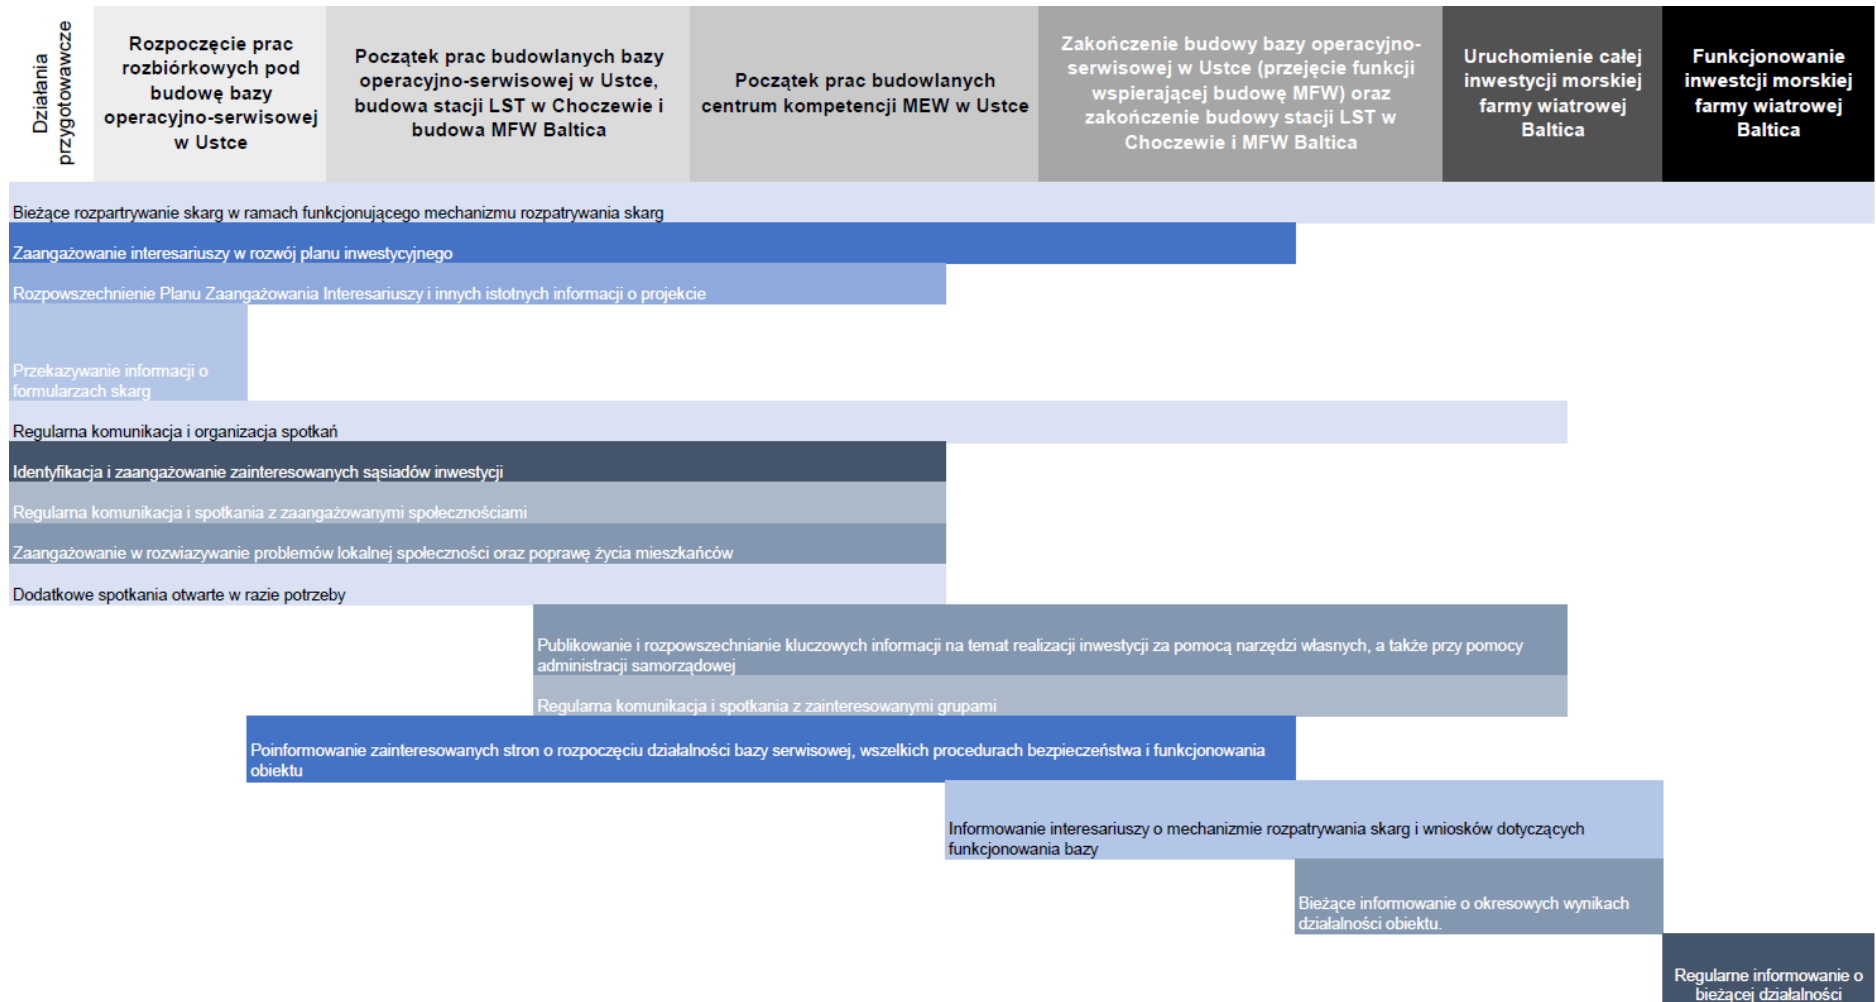 Działania
przygotowawcze
Rozpoczęcie prac
rozbiórkowych pod
budowę bazy
operacyjno-serwisowej
w Ustce
Początek prac budowlanych bazy
operacyjno-serwisowej w Ustce,
budowa stacji LST w Choczewie i
budowa MFW Baltica
Początek prac budowlanych
centrum kompetencji MEW w Ustce
Zakończenie budowy bazy operacyjno-
serwisowej w Ustce (przejęcie funkcji
wspierającej budowę MFW) oraz
zakończenie budowy stacji LST w
Choczewie i MFW Baltica
Uruchomienie całej
inwestycji morskiej
farmy wiatrowej
Baltica
Funkcjonowanie
inwestcji morskiej
farmy wiatrowej
Baltica
Bieżące rozpartrywanie skarg w ramach funkcjonującego mechanizmu rozpatrywania skarg
Zaangażowanie interesariuszy w rozwój planu inwestycyjnego
Rozpowszechnienie Planu Zaangażowania Interesariuszy i innych istotnych informacji o projekcie
Przekazywanie informacji o
formularzach skarg
Regularna komunikacja i organizacja spotkań
Identyfikacja i zaangażowanie zainteresowanych sąsiadów inwestycji
Regularna komunikacja i spotkania z zaangażowanymi społecznościami
Zaangażowanie w rozwiazywanie problemów lokalnej społeczności oraz poprawę życia mieszkańców
Dodatkowe spotkania otwarte w razie potrzeby
Publikowanie i rozpowszechnianie kluczowych informacji na temat realizacji inwestycji za pomocą narzędzi własnych, a także przy pomocy
administracji samorządowej
Regularna komunikacja i spotkania z zainteresowanymi grupami
Poinformowanie zainteresowanych stron o rozpoczęciu działalności bazy serwisowej, wszelkich procedurach bezpieczeństwa i funkcjonowania
obiektu
Informowanie interesariuszy o mechanizmie rozpatrywania skarg i wniosków dotyczących
funkcjonowania bazy
Bieżące informowanie o okresowych wynikach
działalności obiektu.
Regularne informowanie o
bieżącej działalności